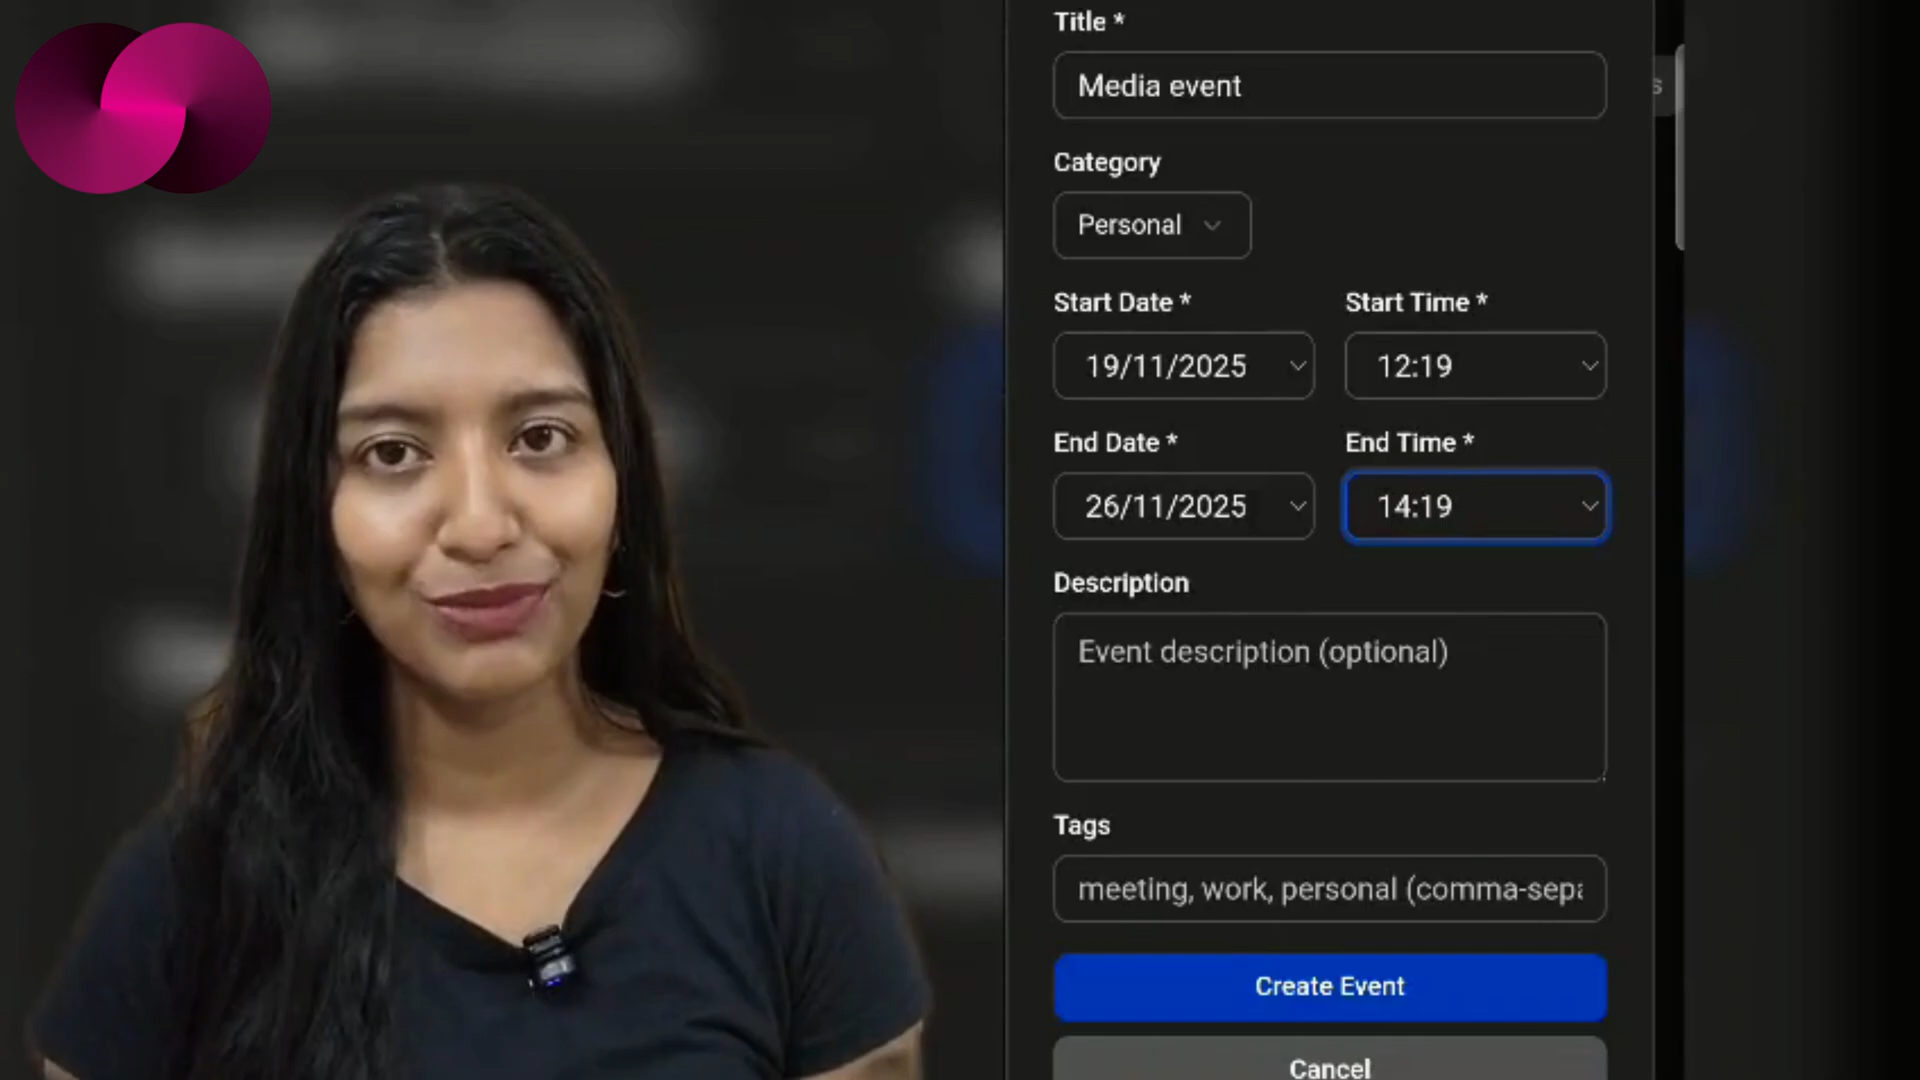 Title *
Media event
Category
Personal
Start Date * Start Time *
19/11/2025 12:19
End Date * End Time *
26/11/2025 14:19
Description
Event description (optional)
Tags
meeting, work, personal (comma-sepa
Create Event
Cancel